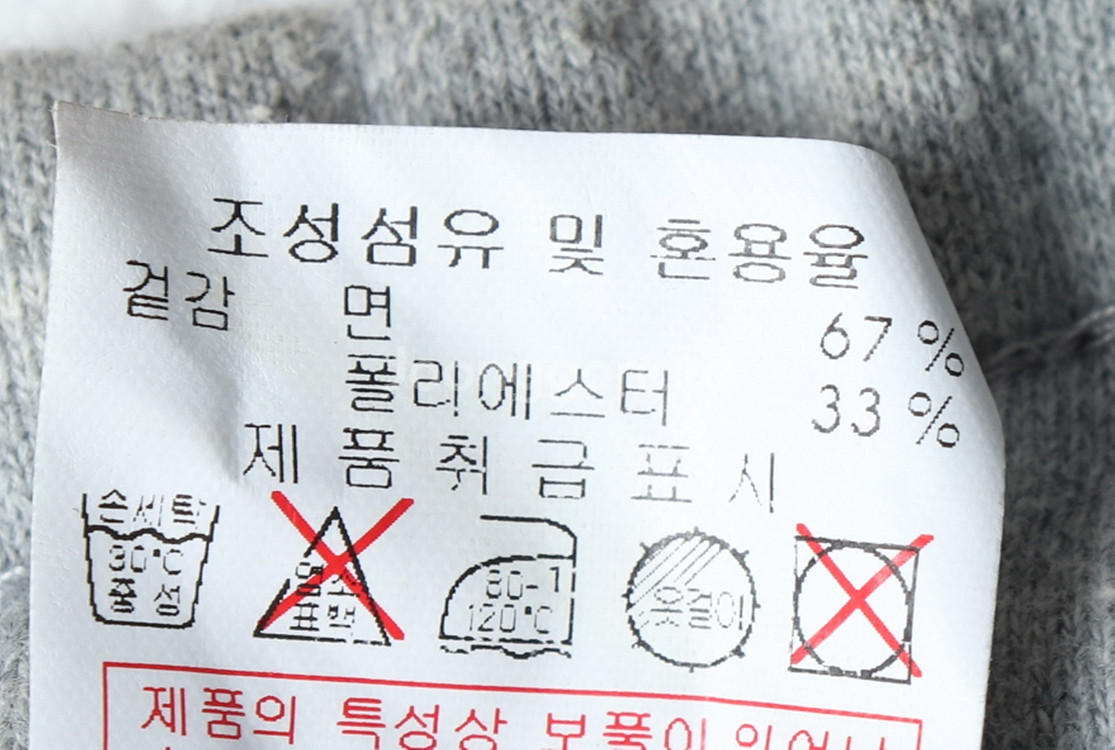 조성섬유 및 혼용율
겉감 면 67 %
폴리에스터 33 %
제 품 취 급 표 시
손세탁
30°C
중성
염소
표백
80-1
120°C
옷걸이
제품의 특성상 보풀이